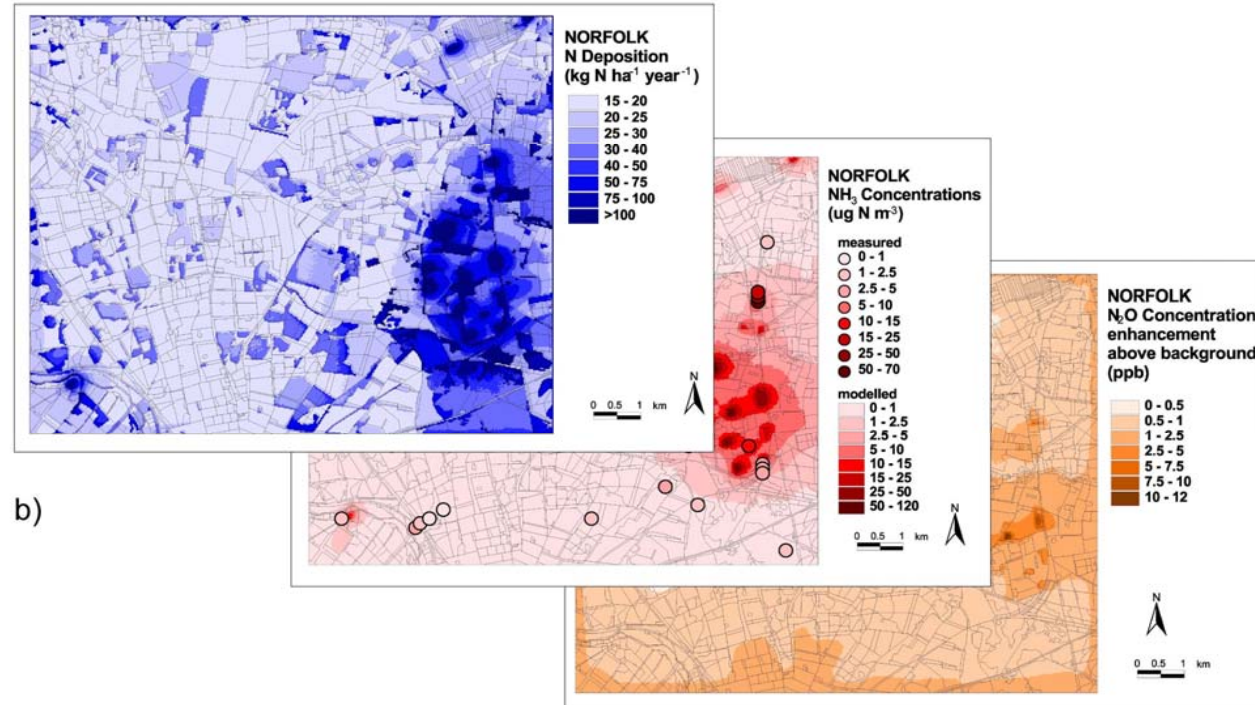 NORFOLK
N Deposition
(kg N ha⁻¹ year⁻¹)
15 - 20
20 - 25
25 - 30
30 - 40
40 - 50
50 - 75
75 - 100
>100
N
0 0.5 1 km
NORFOLK
NH₃ Concentrations
(ug N m⁻³)
measured
0 - 1
1 - 2.5
2.5 - 5
5 - 10
10 - 15
15 - 25
25 - 50
50 - 70
modelled
0 - 1
1 - 2.5
2.5 - 5
5 - 10
10 - 15
15 - 25
25 - 50
50 - 120
N
0 0.5 1 km
NORFOLK
N₂O Concentration
enhancement
above background
(ppb)
0 - 0.5
0.5 - 1
1 - 2.5
2.5 - 5
5 - 7.5
7.5 - 10
10 - 12
N
0 0.5 1 km
b)